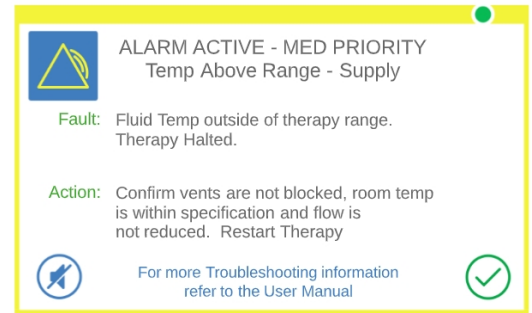 ALARM ACTIVE - MED PRIORITY
Temp Above Range - Supply
Fault: Fluid Temp outside of therapy range.
Therapy Halted.
Action: Confirm vents are not blocked, room temp
is within specification and flow is
not reduced. Restart Therapy
For more Troubleshooting information
refer to the User Manual